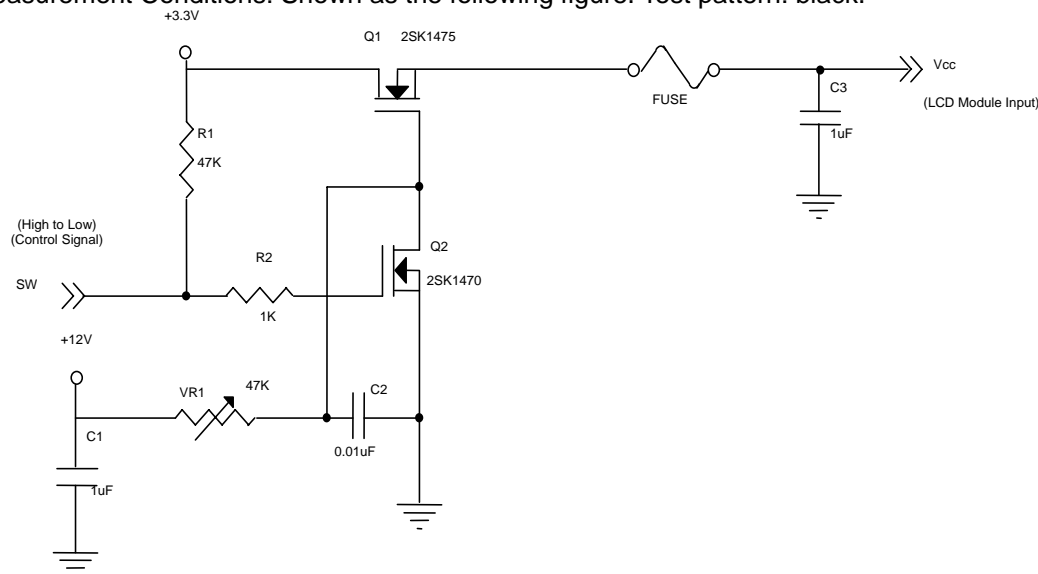 +3.3V
Q1 2SK1475
Vcc
FUSE
C3
(LCD Module Input)
1uF
R1
47K
(High to Low)
(Control Signal)
Q2
R2
2SK1470
SW
1K
+12V
VR1
47K
C2
C1
0.01uF
1uF